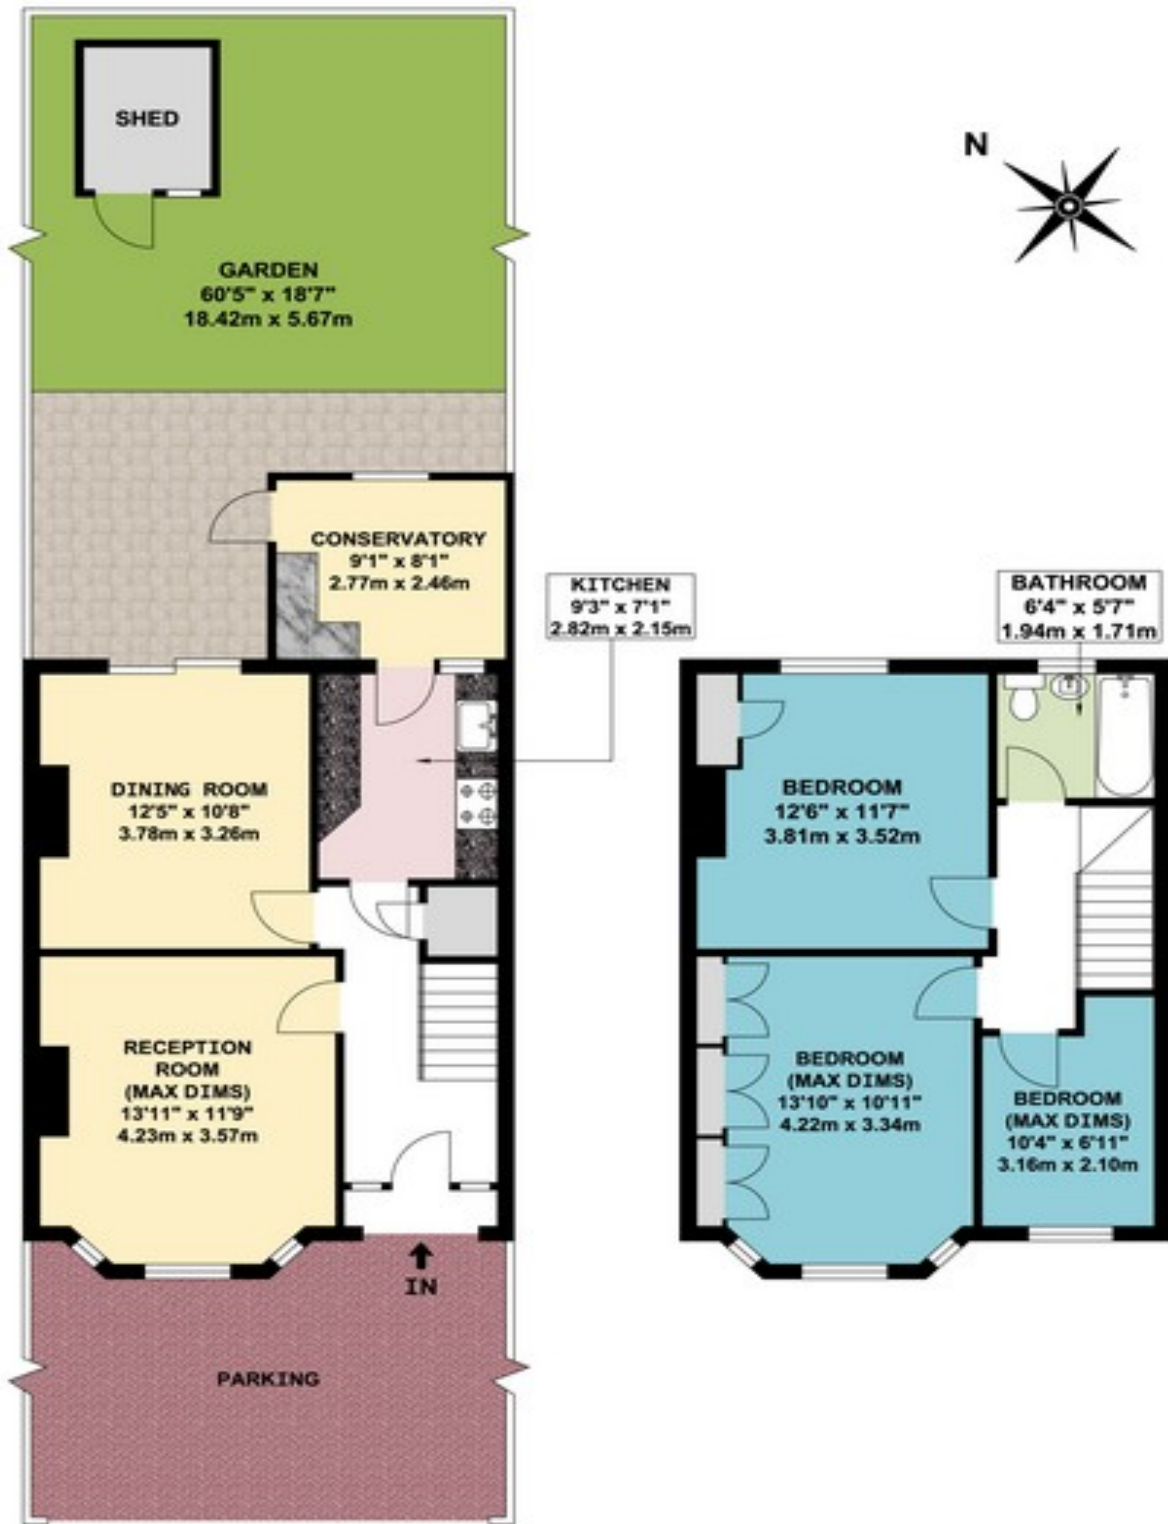 SHED
N
GARDEN
60'5" x 18'7"
18.42m x 5.67m
CONSERVATORY
9'1" x 8'1"
2.77m x 2.46m
KITCHEN
9'3" x 7'1"
2.82m x 2.15m
BATHROOM
6'4" x 5'7"
1.94m x 1.71m
DINING ROOM
12'5" x 10'8"
3.78m x 3.26m
BEDROOM
12'6" x 11'7"
3.81m x 3.52m
RECEPTION
ROOM
(MAX DIMS)
13'11" x 11'9"
4.23m x 3.57m
BEDROOM
(MAX DIMS)
13'10" x 10'11"
4.22m x 3.34m
BEDROOM
(MAX DIMS)
10'4" x 6'11"
3.16m x 2.10m
IN
PARKING